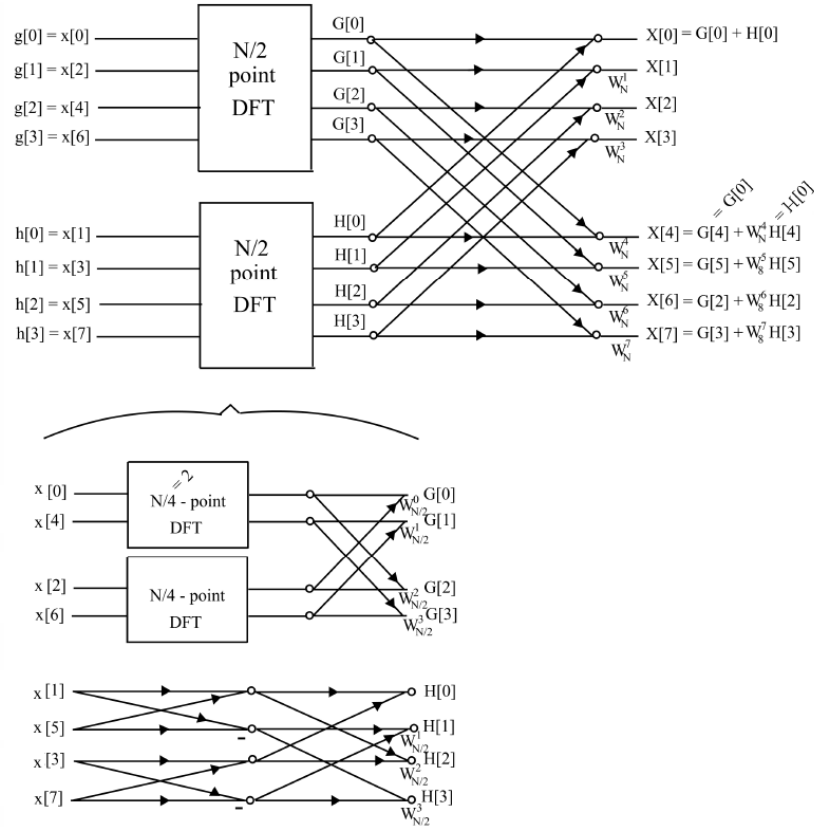 g[0] = x[0]
g[1] = x[2]
g[2] = x[4]
g[3] = x[6]
N/2
point
DFT
G[0]
G[1]
G[2]
G[3]
X[0] = G[0] + H[0]
W_N^1 X[1]
W_N^2 X[2]
W_N^3 X[3]
h[0] = x[1]
h[1] = x[3]
h[2] = x[5]
h[3] = x[7]
N/2
point
DFT
H[0]
H[1]
H[2]
H[3]
= G[0] = H[0]
W_N^4 X[4] = G[4] + W_N^4 H[4]
W_N^5 X[5] = G[5] + W_8^5 H[5]
W_N^6 X[6] = G[2] + W_8^6 H[2]
W_N^7 X[7] = G[3] + W_8^7 H[3]
x [0]
x[4]
= 2
N/4 - point
DFT
W_{N/2}^0 G[0]
W_{N/2}^1 G[1]
x [2]
x[6]
N/4 - point
DFT
W_{N/2}^2 G[2]
W_{N/2}^3 G[3]
x [1]
x [5]
x [3]
x[7]
-
-
H[0]
W_{N/2}^1 H[1]
W_{N/2}^2 H[2]
W_{N/2}^3 H[3]